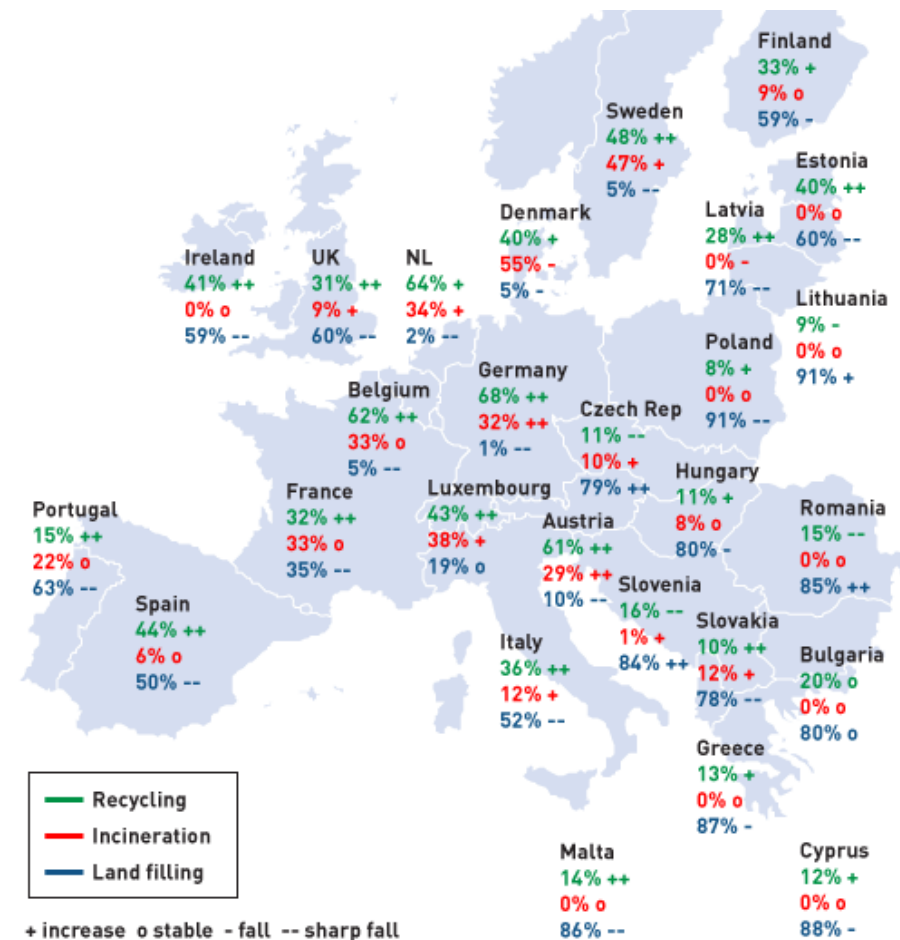 Finland
33% +
9% o
59% -
Sweden
48% ++
47% +
5% --
Estonia
40% ++
0% o
60% --
Denmark
40% +
55% -
5% -
Latvia
28% ++
0% -
71% --
Ireland
41% ++
0% o
59% --
UK
31% ++
9% +
60% --
NL
64% +
34% +
2% --
Lithuania
9% -
0% o
91% +
Poland
8% +
0% o
91% --
Germany
68% ++
32% ++
1% --
Belgium
62% ++
33% o
5% --
Czech Rep
11% --
10% +
79% ++
Hungary
11% +
8% o
80% -
France
32% ++
33% o
35% --
Luxembourg
43% ++
38% +
19% o
Portugal
15% ++
22% o
63% --
Romania
15% --
0% o
85% ++
Austria
61% ++
29% ++
10% --
Slovenia
16% --
1% +
84% ++
Spain
44% ++
6% o
50% --
Slovakia
10% ++
12% +
78% --
Italy
36% ++
12% +
52% --
Bulgaria
20% o
0% o
80% o
Greece
13% +
0% o
87% -
Recycling
Incineration
Land filling
Malta
14% ++
0% o
86% --
Cyprus
12% +
0% o
88% -
+ increase o stable - fall -- sharp fall